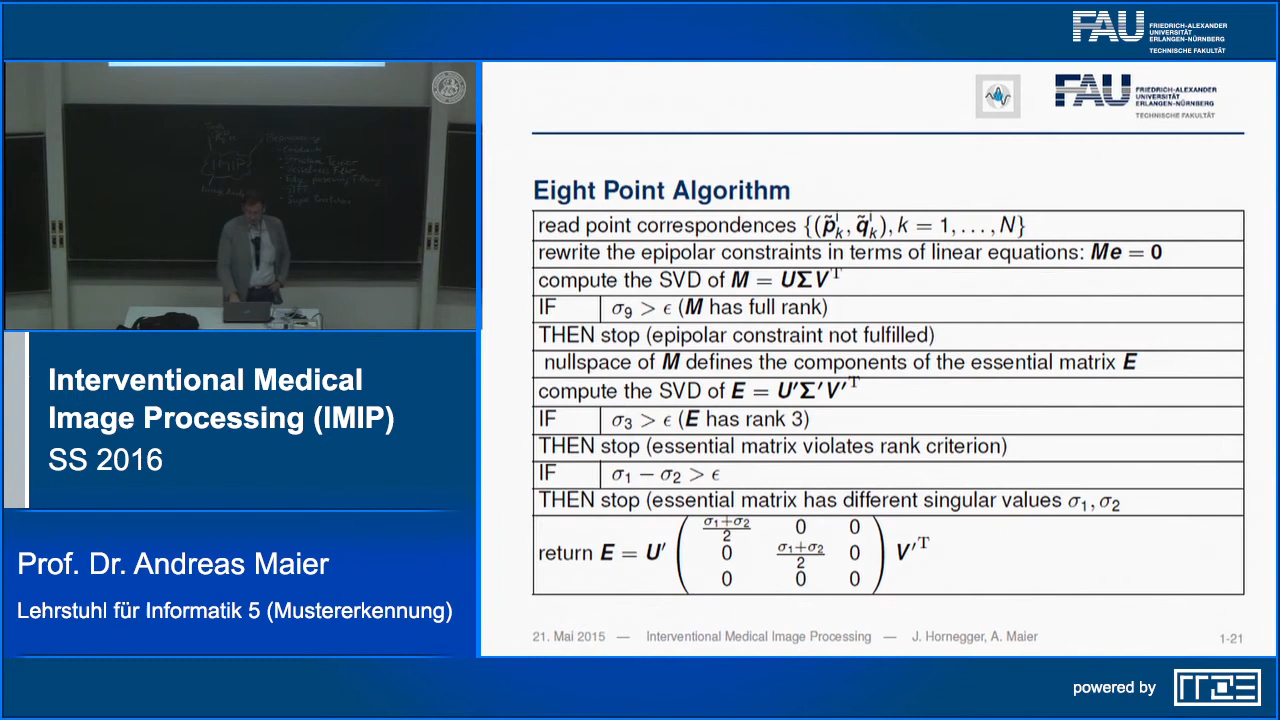 FAU FRIEDRICH-ALEXANDER
UNIVERSITÄT
ERLANGEN-NÜRNBERG
TECHNISCHE FAKULTÄT
IMIP
FAU FRIEDRICH-ALEXANDER
UNIVERSITÄT
ERLANGEN-NÜRNBERG
TECHNISCHE FAKULTÄT
Eight Point Algorithm
read point correspondences {(p̃ₖˡ, q̃ₖˡ), k = 1, . . . , N}
rewrite the epipolar constraints in terms of linear equations: Me = 0
compute the SVD of M = UΣVᵀ
IF σ₉ > ϵ (M has full rank)
THEN stop (epipolar constraint not fulfilled)
nullspace of M defines the components of the essential matrix E
compute the SVD of E = U′Σ′V′ᵀ
IF σ₃ > ϵ (E has rank 3)
THEN stop (essential matrix violates rank criterion)
IF σ₁ − σ₂ > ϵ
THEN stop (essential matrix has different singular values σ₁, σ₂
return E = U′ ( (σ₁+σ₂)/2 0 0
0 (σ₁+σ₂)/2 0
0 0 0 ) V′ᵀ
21. Mai 2015 — Interventional Medical Image Processing — J. Hornegger, A. Maier 1-21
Interventional Medical
Image Processing (IMIP)
SS 2016
Prof. Dr. Andreas Maier
Lehrstuhl für Informatik 5 (Mustererkennung)
powered by